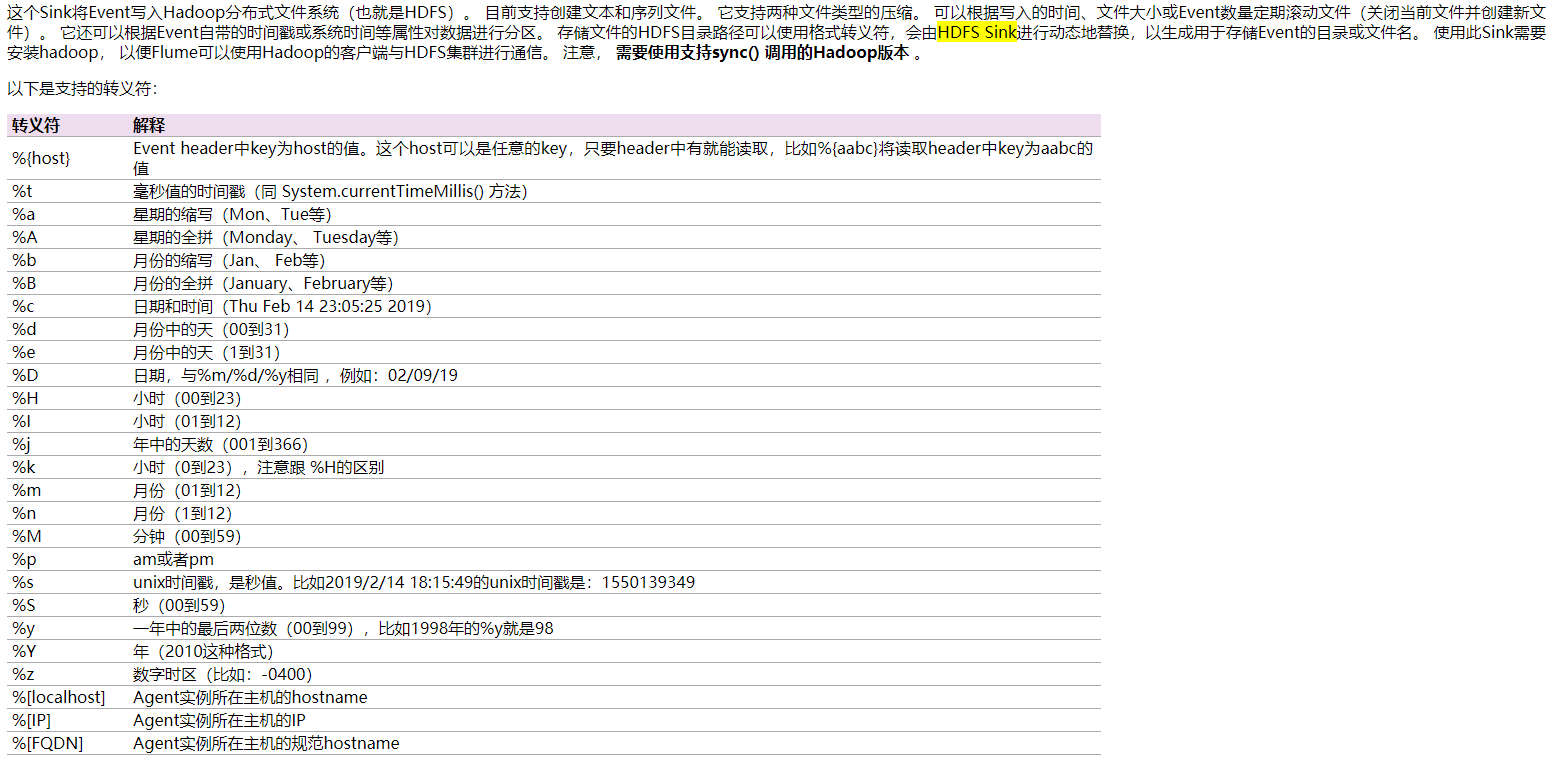 这个Sink将Event写入Hadoop分布式文件系统（也就是HDFS）。 目前支持创建文本和序列文件。 它支持两种文件类型的压缩。 可以根据写入的时间、文件大小或Event数量定期滚动文件（关闭当前文件并创建新文
件）。 它还可以根据Event自带的时间戳或系统时间等属性对数据进行分区。 存储文件的HDFS目录路径可以使用格式转义符，会由HDFS Sink进行动态地替换，以生成用于存储Event的目录或文件名。 使用此Sink需要
安装hadoop， 以便Flume可以使用Hadoop的客户端与HDFS集群进行通信。 注意， 需要使用支持sync() 调用的Hadoop版本 。
以下是支持的转义符：
转义符 解释
%{host} Event header中key为host的值。这个host可以是任意的key，只要header中有就能读取，比如%{aabc}将读取header中key为aabc的
值
%t 毫秒值的时间戳（同 System.currentTimeMillis() 方法）
%a 星期的缩写（Mon、Tue等）
%A 星期的全拼（Monday、 Tuesday等）
%b 月份的缩写（Jan、 Feb等）
%B 月份的全拼（January、February等）
%c 日期和时间（Thu Feb 14 23:05:25 2019）
%d 月份中的天（00到31）
%e 月份中的天（1到31）
%D 日期，与%m/%d/%y相同 ，例如：02/09/19
%H 小时（00到23）
%I 小时（01到12）
%j 年中的天数（001到366）
%k 小时（0到23），注意跟 %H的区别
%m 月份（01到12）
%n 月份（1到12）
%M 分钟（00到59）
%p am或者pm
%s unix时间戳，是秒值。比如2019/2/14 18:15:49的unix时间戳是：1550139349
%S 秒（00到59）
%y 一年中的最后两位数（00到99），比如1998年的%y就是98
%Y 年（2010这种格式）
%z 数字时区（比如：-0400）
%[localhost] Agent实例所在主机的hostname
%[IP] Agent实例所在主机的IP
%[FQDN] Agent实例所在主机的规范hostname